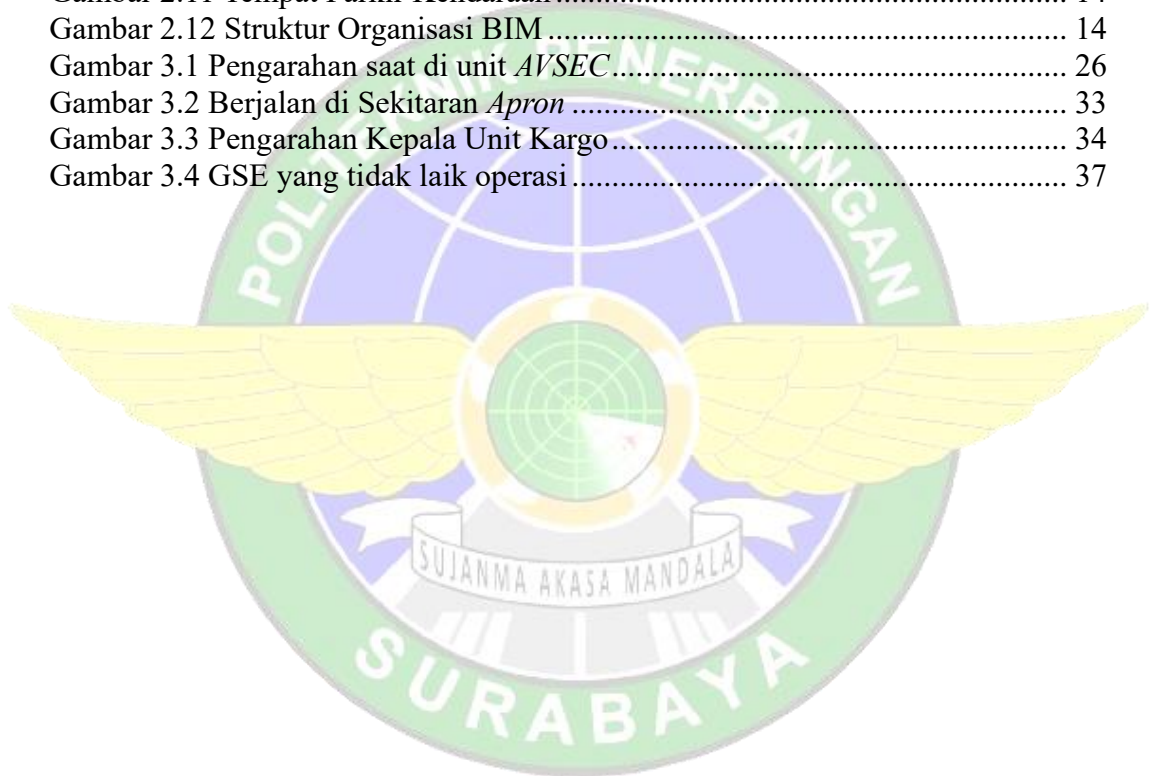 Gambar 2.12 Struktur Organisasi BIM ........................................................................... 14
Gambar 3.1 Pengarahan saat di unit AVSEC .................................................................. 26
Gambar 3.2 Berjalan di Sekitaran Apron ........................................................................ 33
Gambar 3.3 Pengarahan Kepala Unit Kargo .................................................................. 34
Gambar 3.4 GSE yang tidak laik operasi ........................................................................ 37
POLITEKNIK PENERBANGAN
SUJANMA AKASA MANDALA
SURABAYA